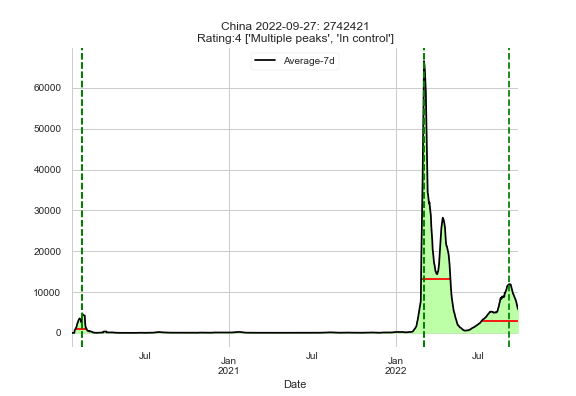 China 2022-09-27: 2742421
Rating:4 ['Multiple peaks', 'In control']
Average-7d
60000
50000
40000
30000
20000
10000
0
Jul
Jan
2021
Jul
Jan
2022
Jul
Date